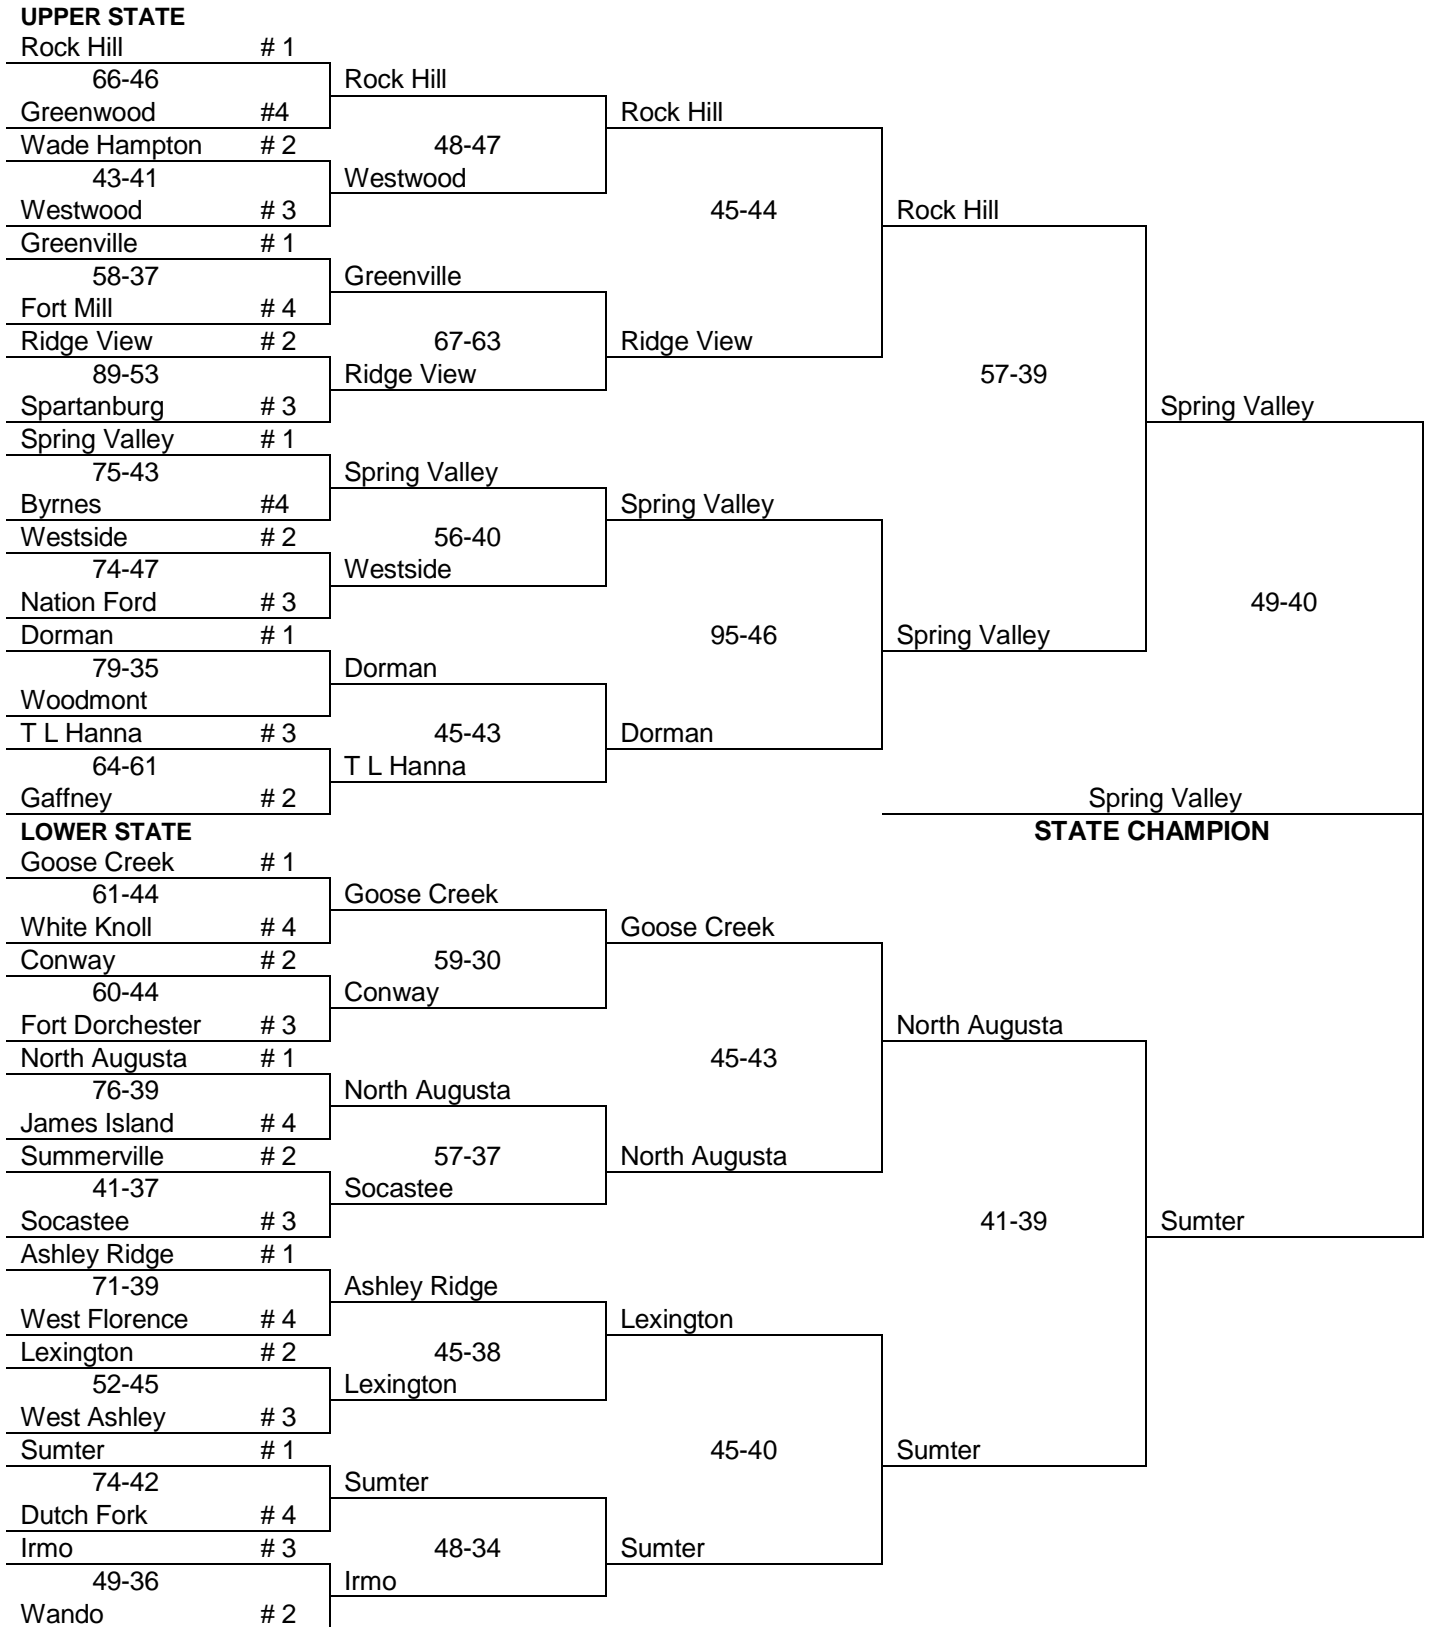 UPPER STATE
Rock Hill # 1
66-46 Rock Hill
Greenwood #4 Rock Hill
Wade Hampton # 2 48-47
43-41 Westwood
Westwood # 3 45-44 Rock Hill
Greenville # 1
58-37 Greenville
Fort Mill # 4
Ridge View # 2 67-63 Ridge View
89-53 Ridge View 57-39
Spartanburg # 3 Spring Valley
Spring Valley # 1
75-43 Spring Valley
Byrnes #4 Spring Valley
Westside # 2 56-40
74-47 Westside
Nation Ford # 3 49-40
Dorman # 1 95-46 Spring Valley
79-35 Dorman
Woodmont
T L Hanna # 3 45-43 Dorman
64-61 T L Hanna
Gaffney # 2 Spring Valley
LOWER STATE STATE CHAMPION
Goose Creek # 1
61-44 Goose Creek
White Knoll # 4 Goose Creek
Conway # 2 59-30
60-44 Conway
Fort Dorchester # 3 North Augusta
North Augusta # 1 45-43
76-39 North Augusta
James Island # 4
Summerville # 2 57-37 North Augusta
41-37 Socastee
Socastee # 3 41-39 Sumter
Ashley Ridge # 1
71-39 Ashley Ridge
West Florence # 4 Lexington
Lexington # 2 45-38
52-45 Lexington
West Ashley # 3
Sumter # 1 45-40 Sumter
74-42 Sumter
Dutch Fork # 4
Irmo # 3 48-34 Sumter
49-36 Irmo
Wando # 2